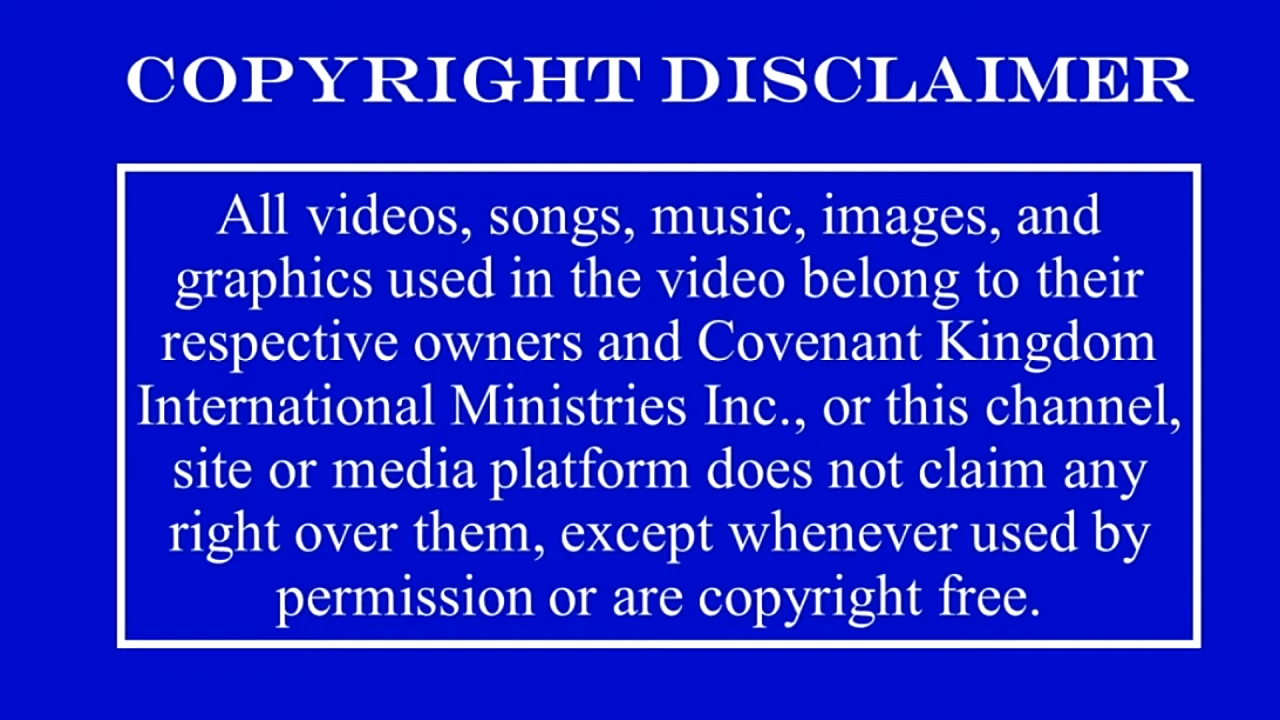 COPYRIGHT DISCLAIMER
All videos, songs, music, images, and
graphics used in the video belong to their
respective owners and Covenant Kingdom
International Ministries Inc., or this channel,
site or media platform does not claim any
right over them, except whenever used by
permission or are copyright free.